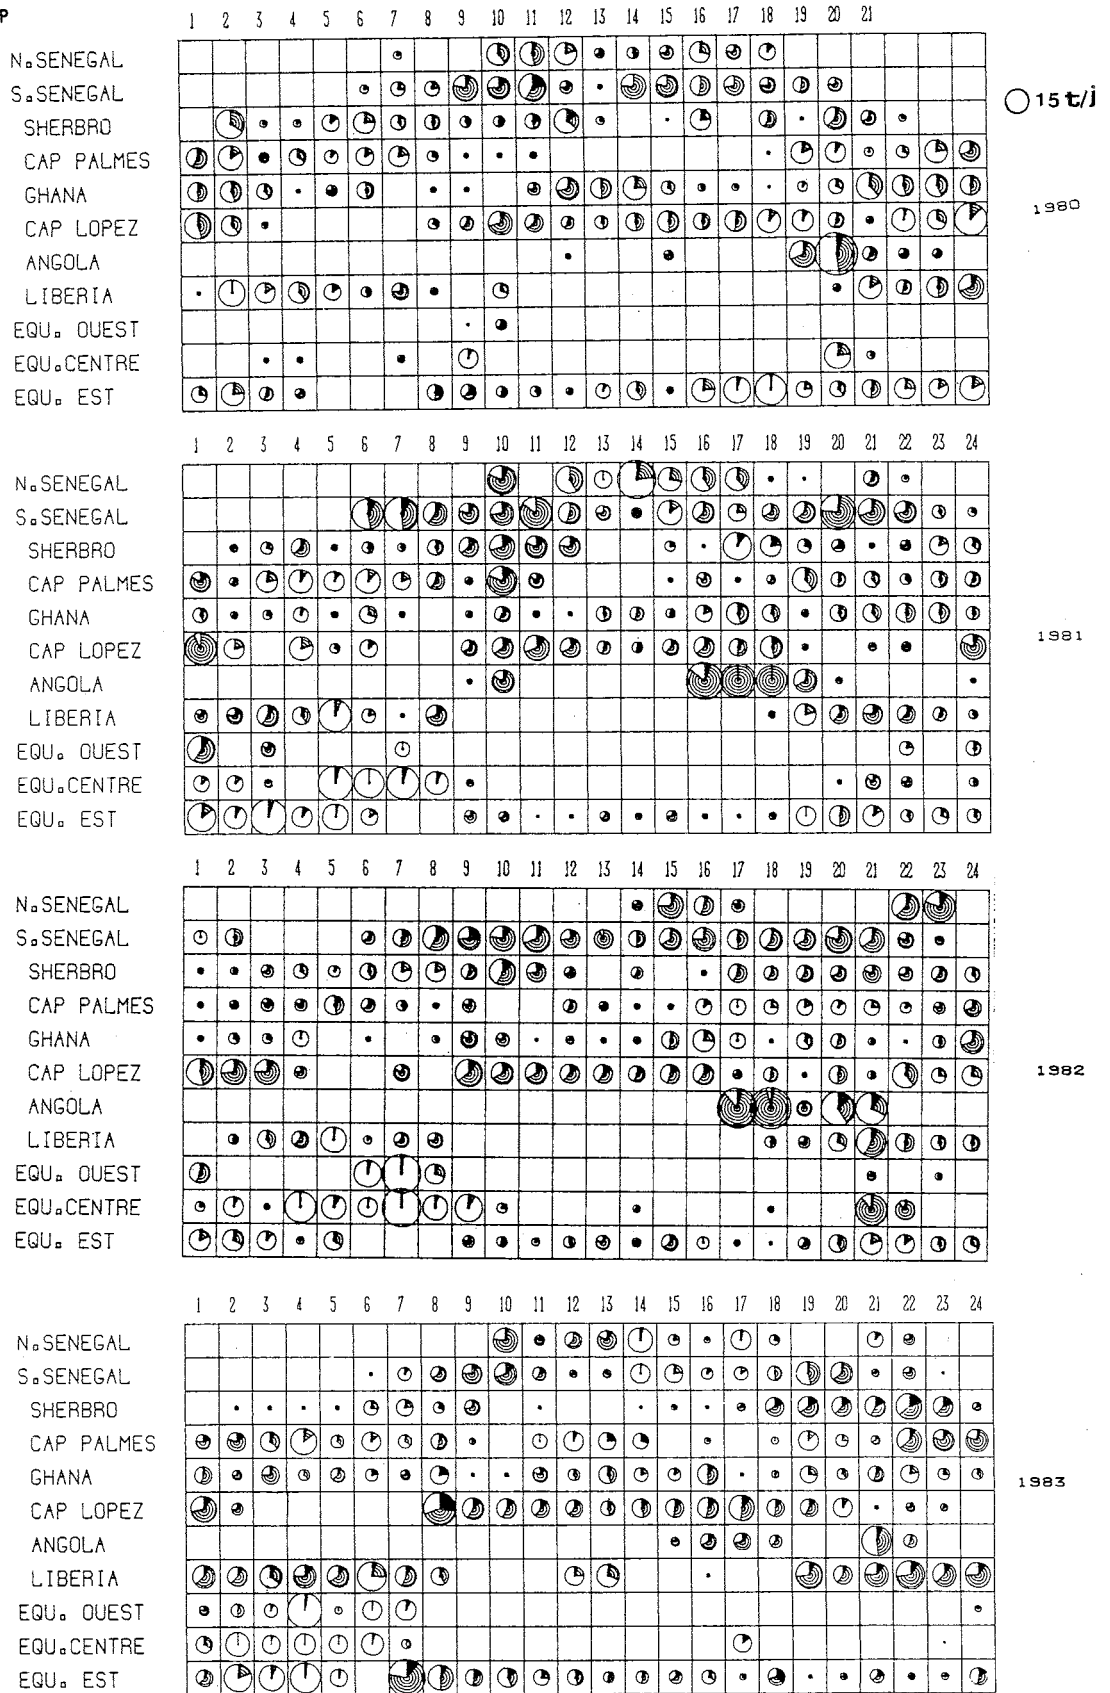 P
1 2 3 4 5 6 7 8 9 10 11 12 13 14 15 16 17 18 19 20 21
N.SENEGAL
S.SENEGAL
SHERBRO
CAP PALMES
GHANA
CAP LOPEZ
ANGOLA
LIBERIA
EQU. OUEST
EQU.CENTRE
EQU. EST
15 t/j
1980
1 2 3 4 5 6 7 8 9 10 11 12 13 14 15 16 17 18 19 20 21 22 23 24
N.SENEGAL
S.SENEGAL
SHERBRO
CAP PALMES
GHANA
CAP LOPEZ
ANGOLA
LIBERIA
EQU. OUEST
EQU.CENTRE
EQU. EST
1981
1 2 3 4 5 6 7 8 9 10 11 12 13 14 15 16 17 18 19 20 21 22 23 24
N.SENEGAL
S.SENEGAL
SHERBRO
CAP PALMES
GHANA
CAP LOPEZ
ANGOLA
LIBERIA
EQU. OUEST
EQU.CENTRE
EQU. EST
1982
1 2 3 4 5 6 7 8 9 10 11 12 13 14 15 16 17 18 19 20 21 22 23 24
N.SENEGAL
S.SENEGAL
SHERBRO
CAP PALMES
GHANA
CAP LOPEZ
ANGOLA
LIBERIA
EQU. OUEST
EQU.CENTRE
EQU. EST
1983